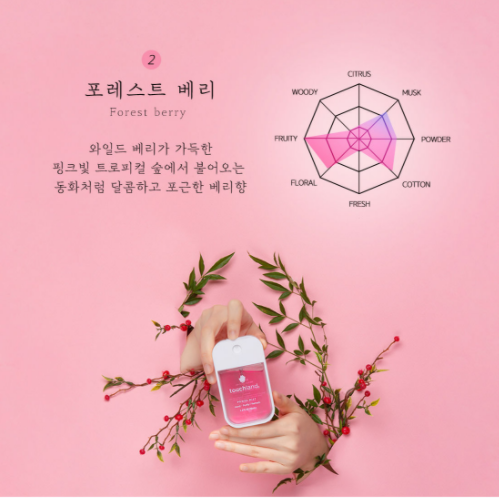 2
포레스트 베리
Forest berry
와일드 베리가 가득한
핑크빛 트로피컬 숲에서 불어오는
동화처럼 달콤하고 포근한 베리향
CITRUS
WOODY
MUSK
FRUITY
POWDER
FLORAL
COTTON
FRESH